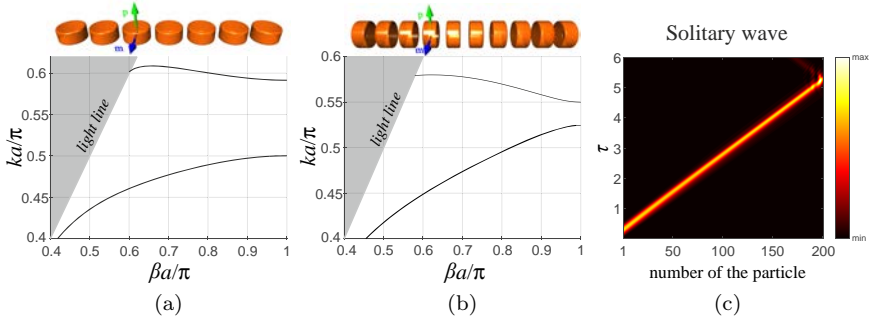 p
m
light line
0.6
0.55
0.5
0.45
0.4
ka/π
0.4 0.5 0.6 0.7 0.8 0.9 1
βa/π
(a)
p
m
light line
0.6
0.55
0.5
0.45
0.4
ka/π
0.4 0.5 0.6 0.7 0.8 0.9 1
βa/π
(b)
Solitary wave
6
5
4
3
2
1
τ
1 50 100 150 200
number of the particle
max
min
(c)